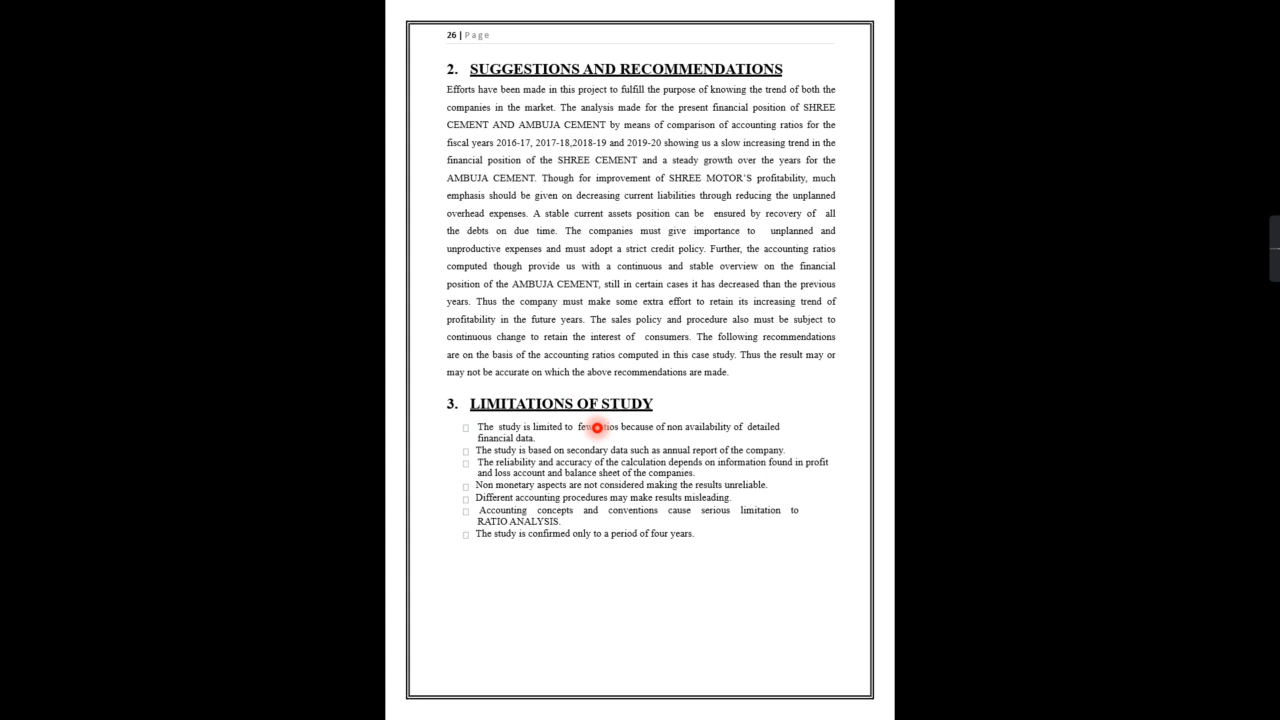 26 | Page
2. SUGGESTIONS AND RECOMMENDATIONS
Efforts have been made in this project to fulfill the purpose of knowing the trend of both the
companies in the market. The analysis made for the present financial position of SHREE
CEMENT AND AMBUJA CEMENT by means of comparison of accounting ratios for the
fiscal years 2016-17, 2017-18,2018-19 and 2019-20 showing us a slow increasing trend in the
financial position of the SHREE CEMENT and a steady growth over the years for the
AMBUJA CEMENT. Though for improvement of SHREE MOTOR'S profitability, much
emphasis should be given on decreasing current liabilities through reducing the unplanned
overhead expenses. A stable current assets position can be ensured by recovery of all
the debts on due time. The companies must give importance to unplanned and
unproductive expenses and must adopt a strict credit policy. Further, the accounting ratios
computed though provide us with a continuous and stable overview on the financial
position of the AMBUJA CEMENT, still in certain cases it has decreased than the previous
years. Thus the company must make some extra effort to retain its increasing trend of
profitability in the future years. The sales policy and procedure also must be subject to
continuous change to retain the interest of consumers. The following recommendations
are on the basis of the accounting ratios computed in this case study. Thus the result may or
may not be accurate on which the above recommendations are made.
3. LIMITATIONS OF STUDY
The study is limited to because of non availability of detailed
financial data.
The study is based on secondary data such as annual report of the company.
The reliability and accuracy of the calculation depends on information found in profit
and loss account and balance sheet of the companies.
Non monetary aspects are not considered making the results unreliable.
Different accounting procedures may make results misleading.
Accounting concepts and conventions cause serious limitation to
RATIO ANALYSIS.
The study is confirmed only to a period of four years.